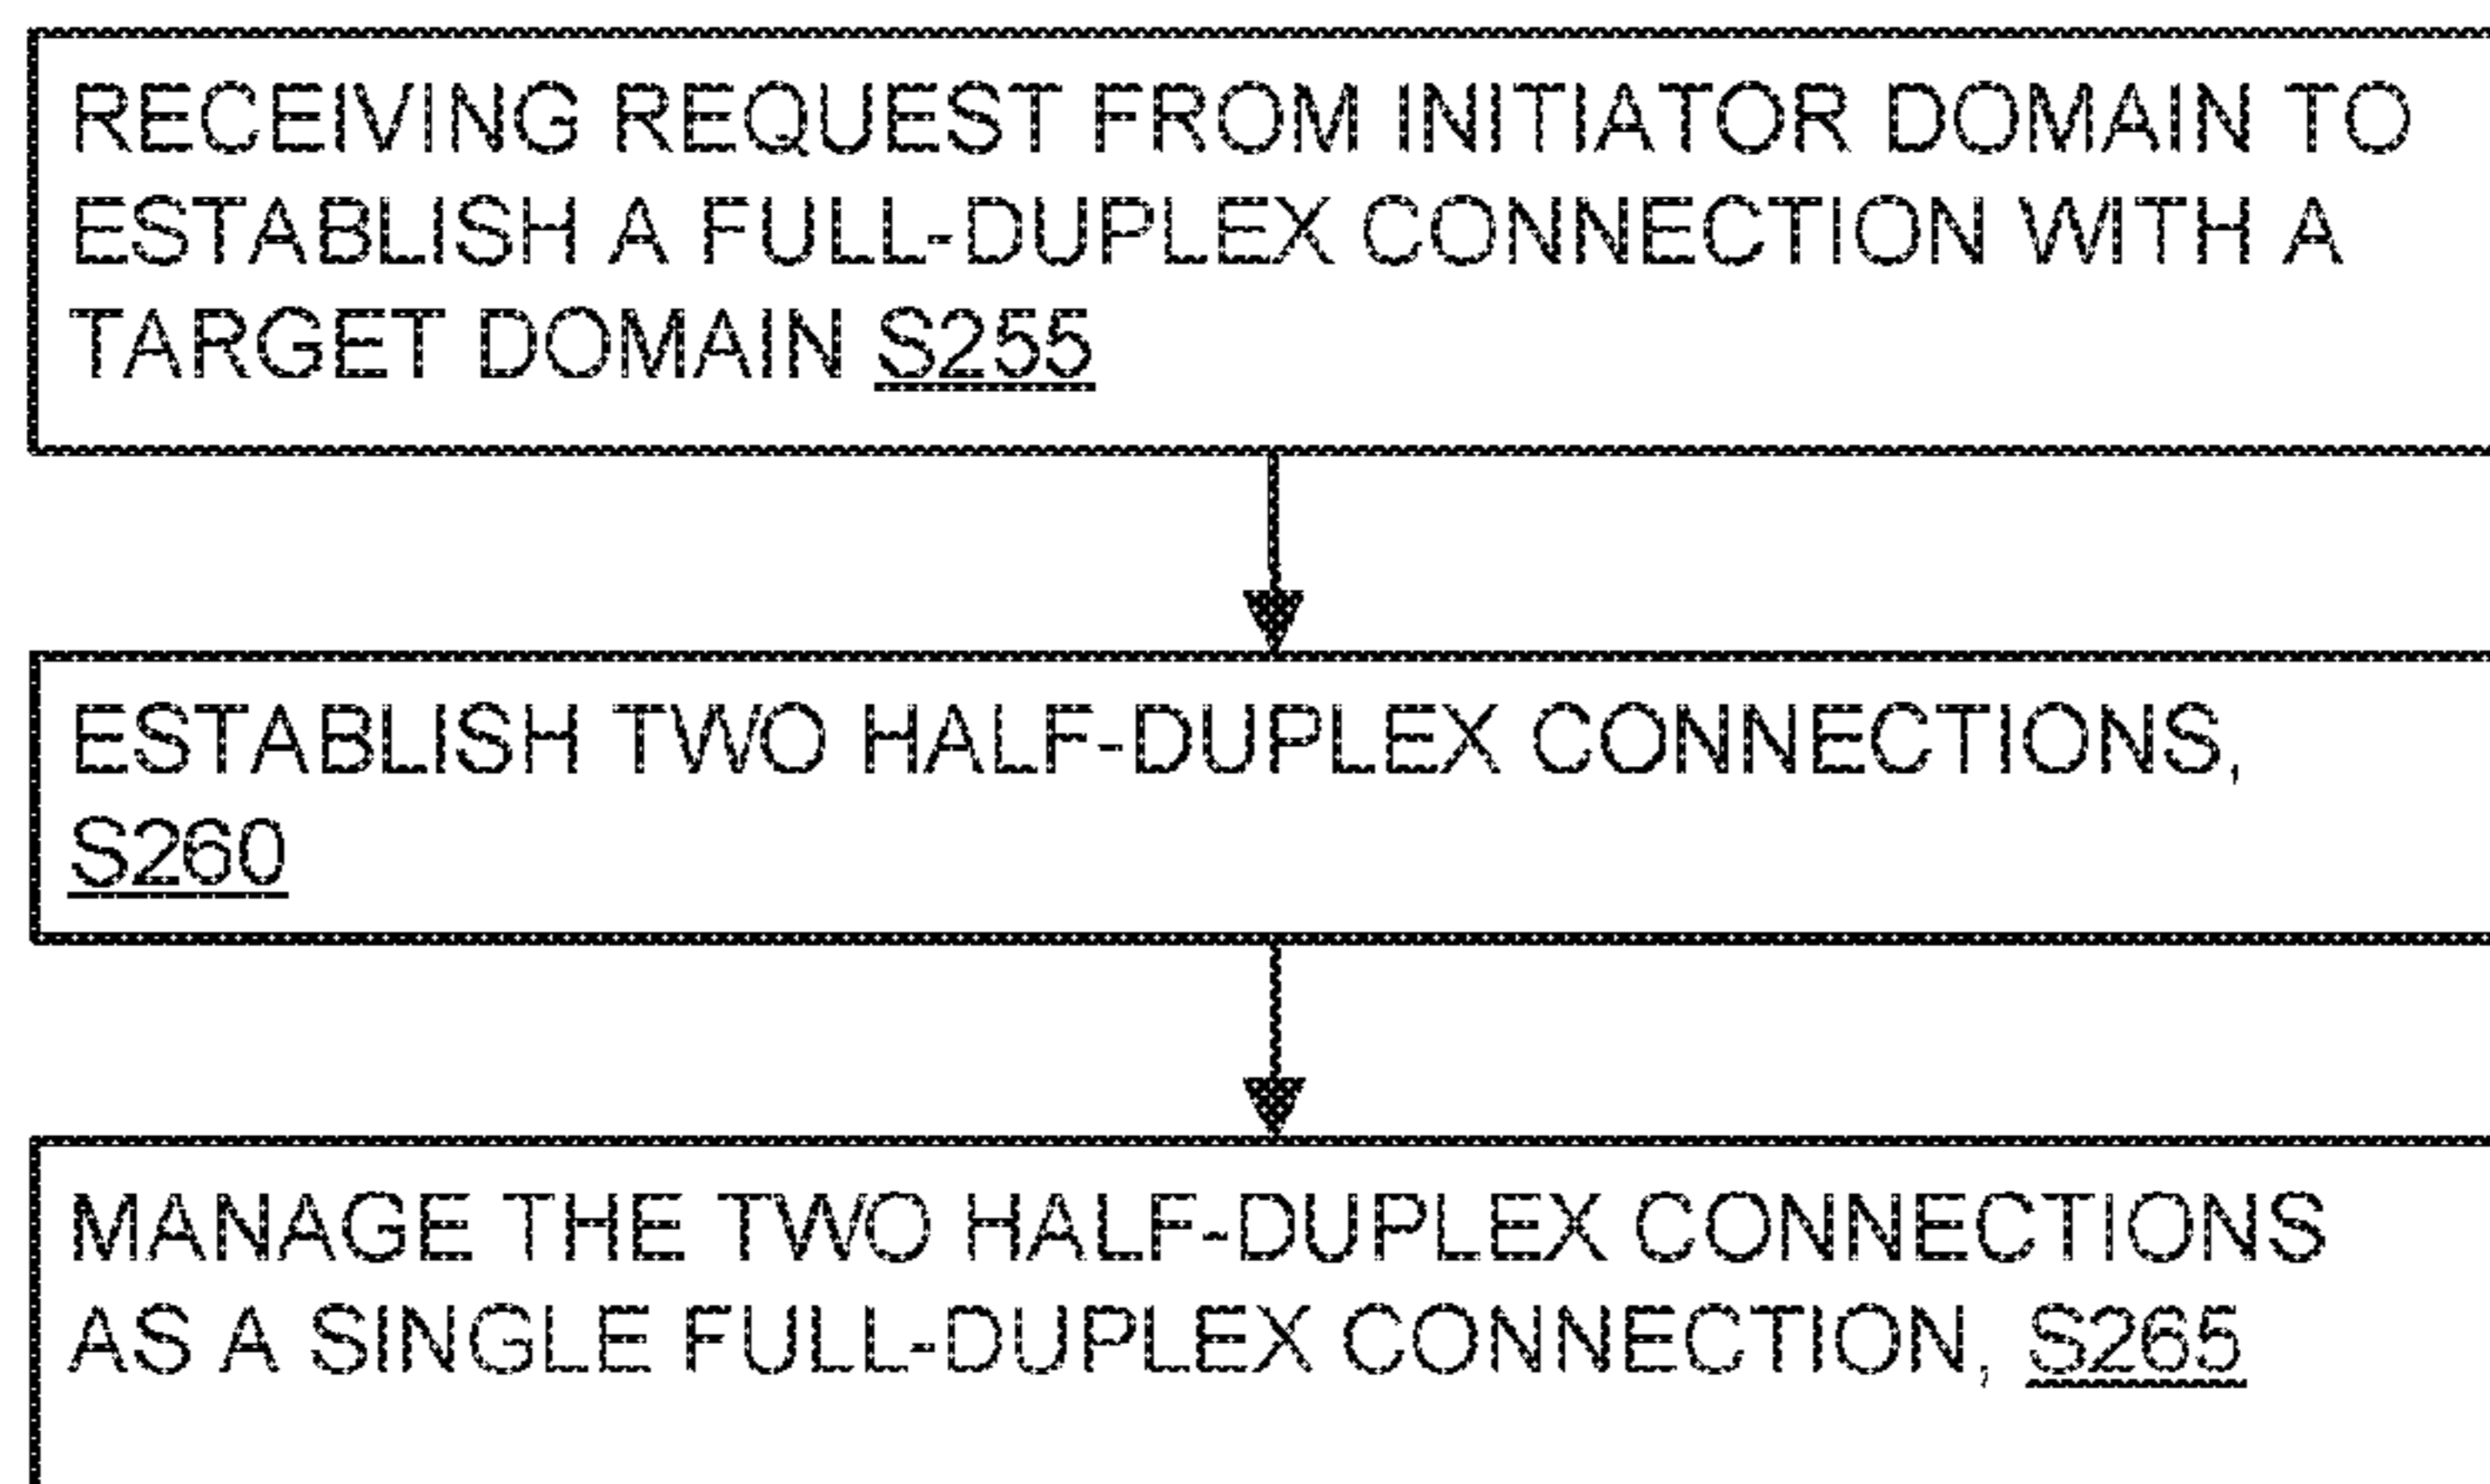 RECEIVING REQUEST FROM INITIATOR DOMAIN TO
ESTABLISH A FULL-DUPLEX CONNECTION WITH A
TARGET DOMAIN S255
ESTABLISH TWO HALF-DUPLEX CONNECTIONS,
S260
MANAGE THE TWO HALF-DUPLEX CONNECTIONS
AS A SINGLE FULL-DUPLEX CONNECTION, S265